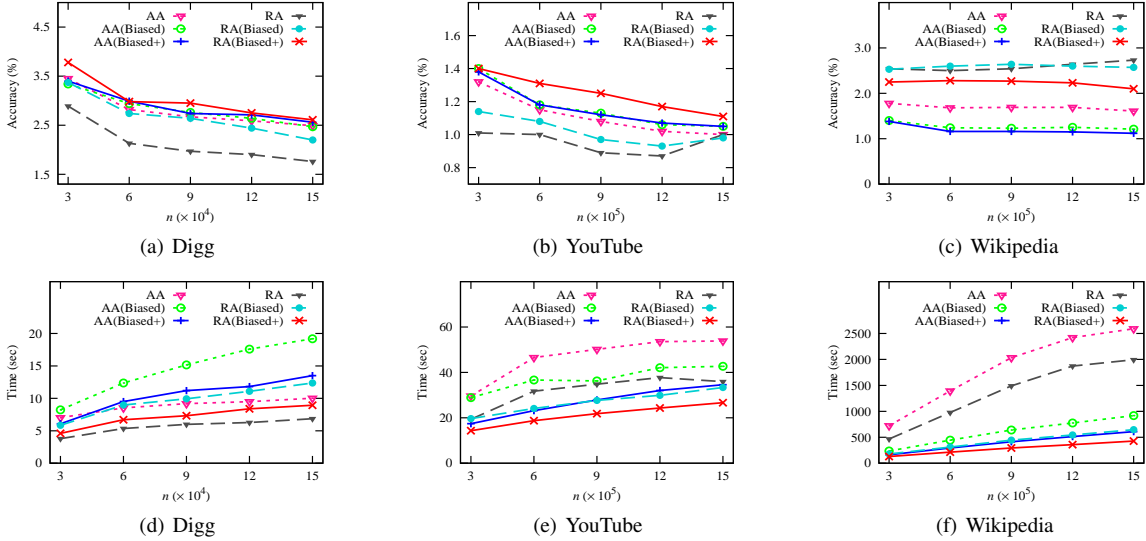 AA RA
AA(Biased) RA(Biased)
AA(Biased+) RA(Biased+)
Accuracy (%)
3.5
2.5
1.5
3 6 9 12 15
n (× 10⁴)
(a) Digg
AA RA
AA(Biased) RA(Biased)
AA(Biased+) RA(Biased+)
Accuracy (%)
1.6
1.4
1.2
1.0
0.8
3 6 9 12 15
n (× 10⁵)
(b) YouTube
AA RA
AA(Biased) RA(Biased)
AA(Biased+) RA(Biased+)
Accuracy (%)
3.0
2.0
1.0
0
3 6 9 12 15
n (× 10⁵)
(c) Wikipedia
AA RA
AA(Biased) RA(Biased)
AA(Biased+) RA(Biased+)
Time (sec)
20
15
10
5
0
3 6 9 12 15
n (× 10⁴)
(d) Digg
AA RA
AA(Biased) RA(Biased)
AA(Biased+) RA(Biased+)
Time (sec)
60
40
20
0
3 6 9 12 15
n (× 10⁵)
(e) YouTube
AA RA
AA(Biased) RA(Biased)
AA(Biased+) RA(Biased+)
Time (sec)
2500
2000
1500
1000
500
0
3 6 9 12 15
n (× 10⁵)
(f) Wikipedia